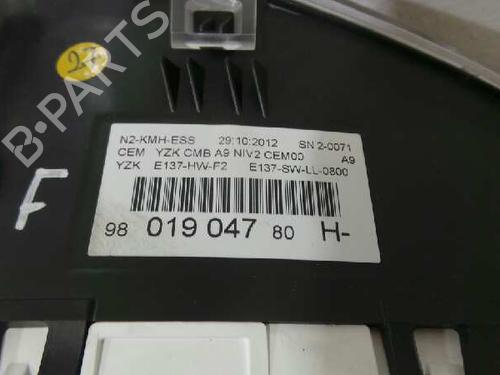 27
N2-KMH-ESS 29:10:2012 SN 2-0071
CEM YZK CMB A9 NIV2 CEM00 A9
YZK E137-HW-F2 E137-SW-LL-0800
98 019 047 80 H-
F
B-PARTS